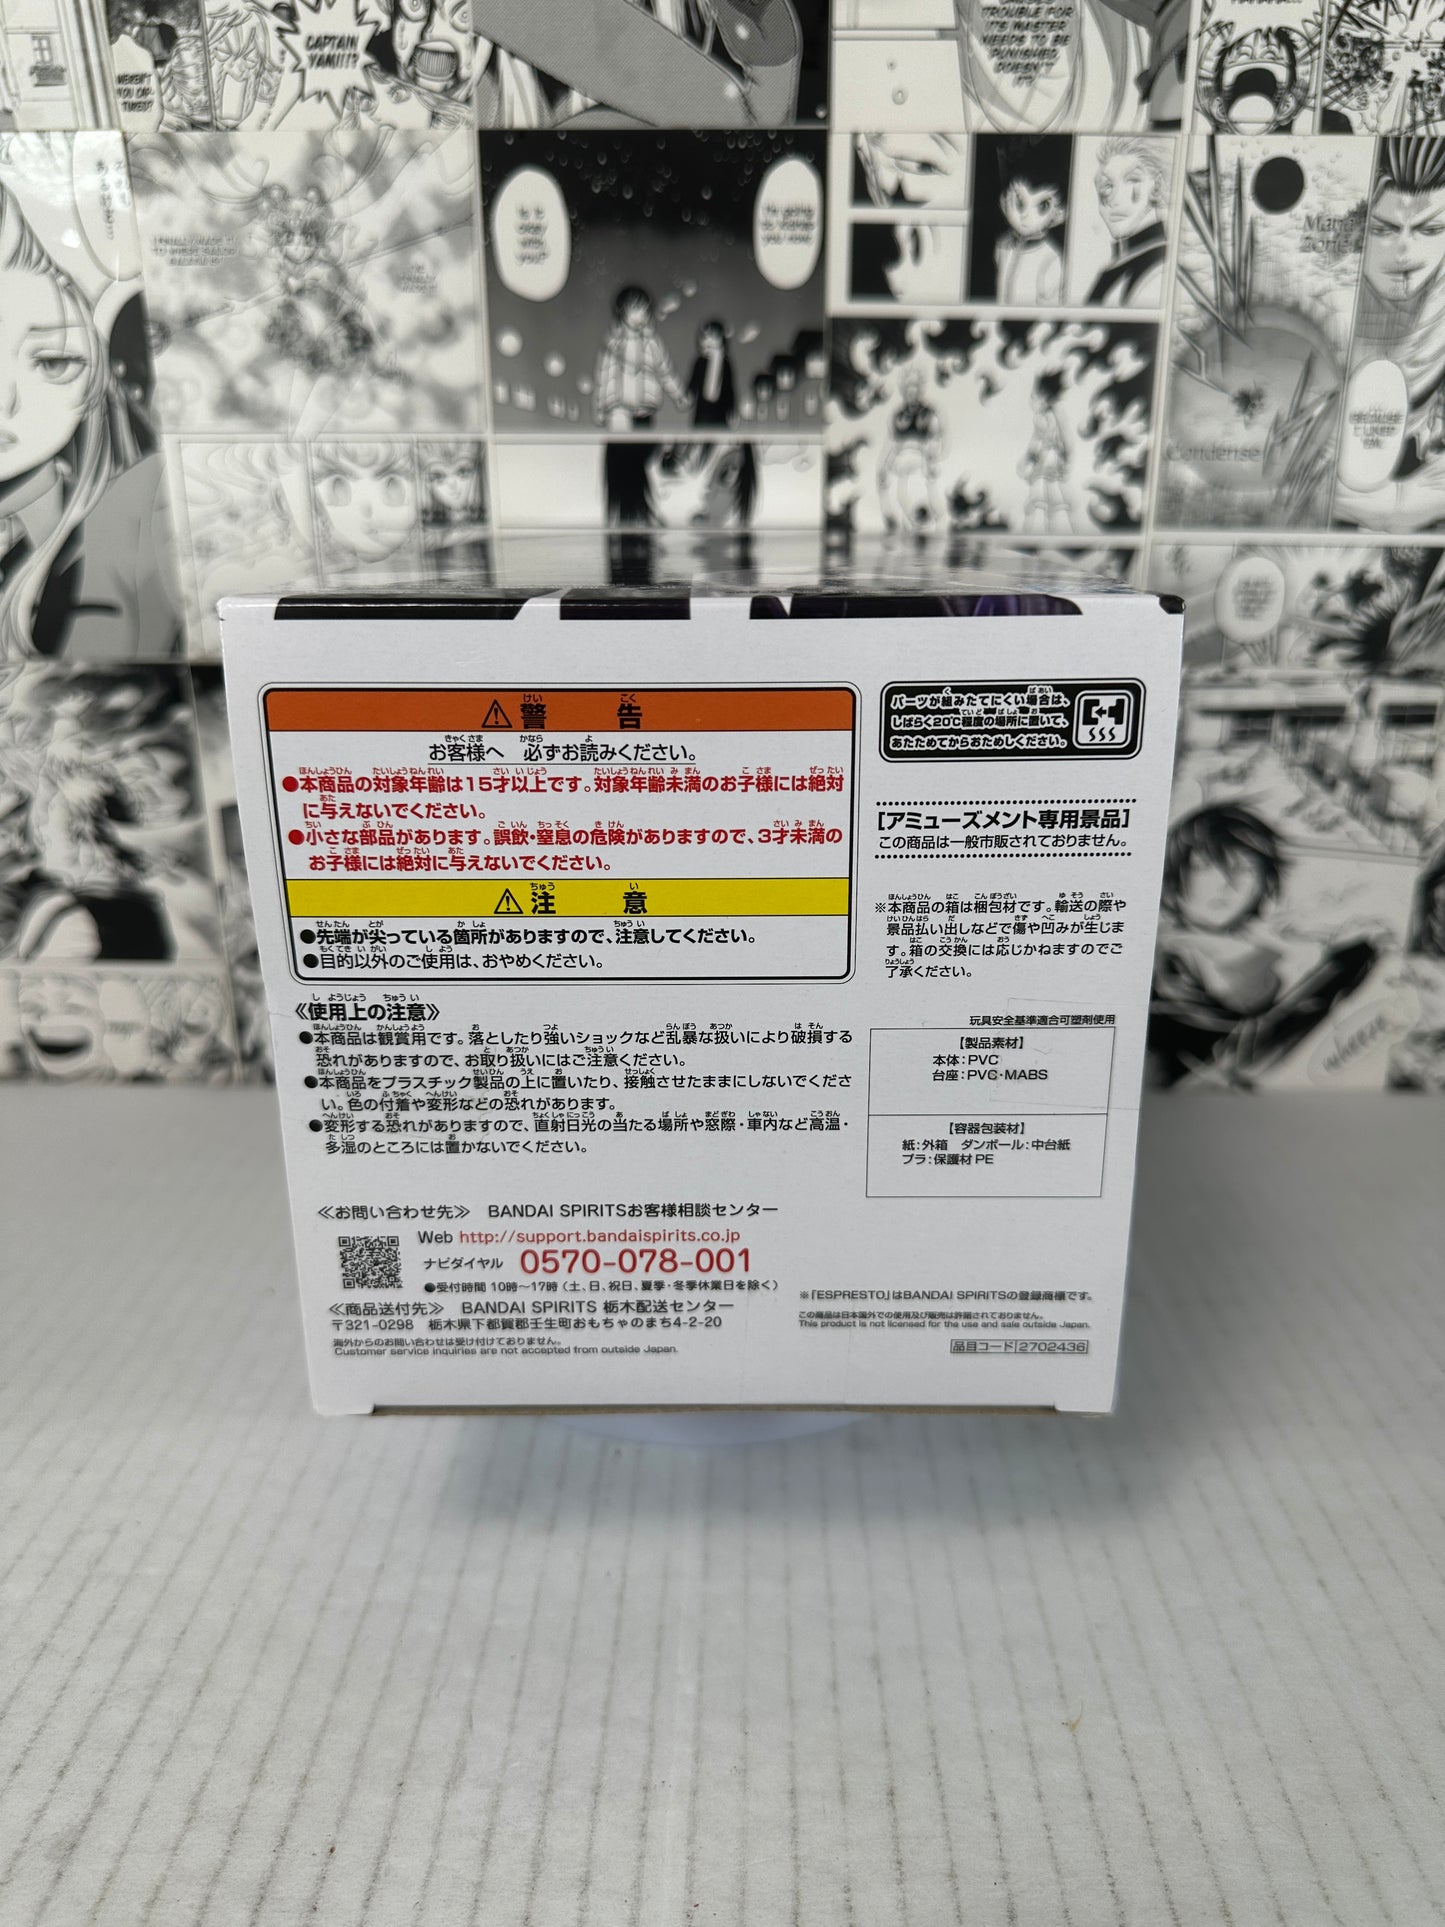 CAPTAIN
YAMI!!!?
TROUBLE FOR
ITS MASTER
NEEDS TO BE
PUNISHED
DOESN'T
IT?
Mana
Zone
Condense
警告
お客様へ 必ずお読みください。
●本商品の対象年齢は15才以上です。対象年齢未満のお子様には絶対
に与えないでください。
●小さな部品があります。誤飲・窒息の危険がありますので、3才未満の
お子様には絶対に与えないでください。
注意
●先端が尖っている箇所がありますので、注意してください。
●目的以外のご使用は、おやめください。
《使用上の注意》
●本商品は観賞用です。落としたり強いショックなど乱暴な扱いにより破損する
恐れがありますので、お取り扱いにはご注意ください。
●本商品をプラスチック製品の上に置いたり、接触させたままにしないでくださ
い。色の付着や変形などの恐れがあります。
●変形する恐れがありますので、直射日光の当たる場所や窓際・車内など高温・
多湿のところには置かないでください。
≪お問い合わせ先≫ BANDAI SPIRITSお客様相談センター
Web http://support.bandaispirits.co.jp
ナビダイヤル 0570-078-001
●受付時間 10時～17時（土、日、祝日、夏季・冬季休業日を除く）
≪商品送付先≫ BANDAI SPIRITS 栃木配送センター
〒321-0298 栃木県下都賀郡壬生町おもちゃのまち4-2-20
海外からのお問い合わせは受け付けておりません。
Customer service inquiries are not accepted from outside Japan.
パーツが組みたてにくい場合は、
しばらく20℃程度の場所に置いて、
あたためてからおためしください。
[アミューズメント専用景品]
この商品は一般市販されておりません。
※本商品の箱は梱包材です。輸送の際や
景品払い出しなどで傷や凹みが生じま
す。箱の交換には応じかねますのでご
了承ください。
玩具安全基準適合可塑剤使用
【製品素材】
本体：PVC
台座：PVC・MABS
【容器包装材】
紙：外箱 ダンボール：中台紙
プラ：保護材 PE
※「ESPRESTO」はBANDAI SPIRITSの登録商標です。
この商品は日本国外での使用及び販売は許諾されておりません。
This product is not licensed for the use and sale outside Japan.
品目コード 2702436